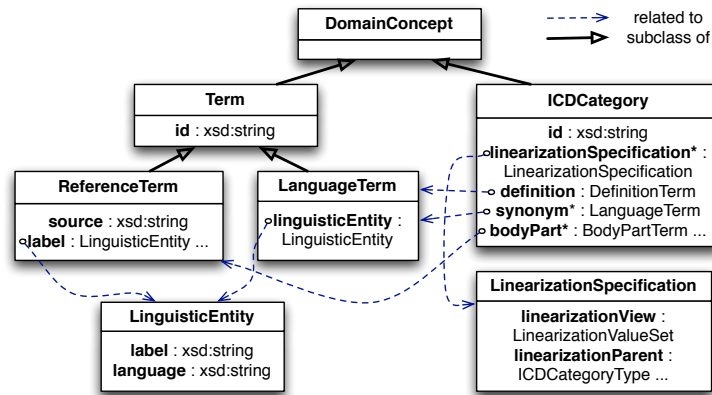 DomainConcept
related to
subclass of
Term
id : xsd:string
ICDCategory
id : xsd:string
linearizationSpecification* :
LinearizationSpecification
definition : DefinitionTerm
synonym* : LanguageTerm
bodyPart* : BodyPartTerm ...
ReferenceTerm
source : xsd:string
label : LinguisticEntity ...
LanguageTerm
linguisticEntity :
LinguisticEntity
LinguisticEntity
label : xsd:string
language : xsd:string
LinearizationSpecification
linearizationView :
LinearizationValueSet
linearizationParent :
ICDCategoryType ...